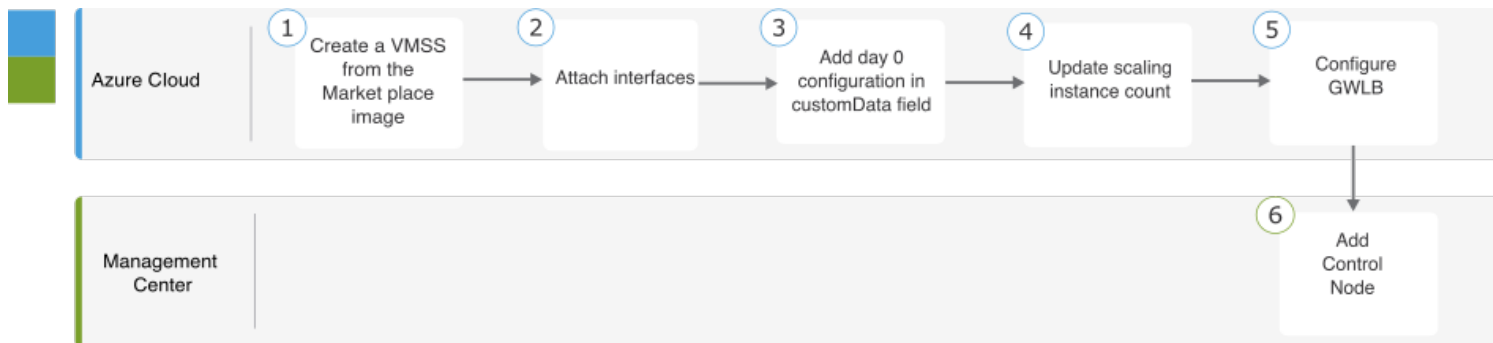 Azure Cloud
1
Create a VMSS
from the
Market place
image
2
Attach interfaces
3
Add day 0
configuration in
customData field
4
Update scaling
instance count
5
Configure
GWLB
Management
Center
6
Add
Control
Node